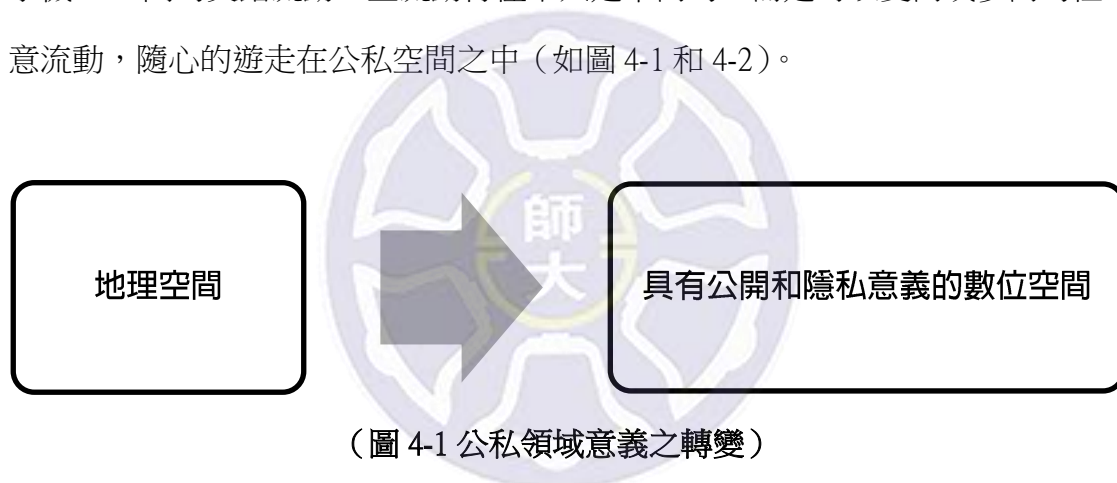 意流動，隨心的遊走在公私空間之中（如圖 4-1 和 4-2）。
師大
地理空間
具有公開和隱私意義的數位空間
（圖 4-1 公私領域意義之轉變）